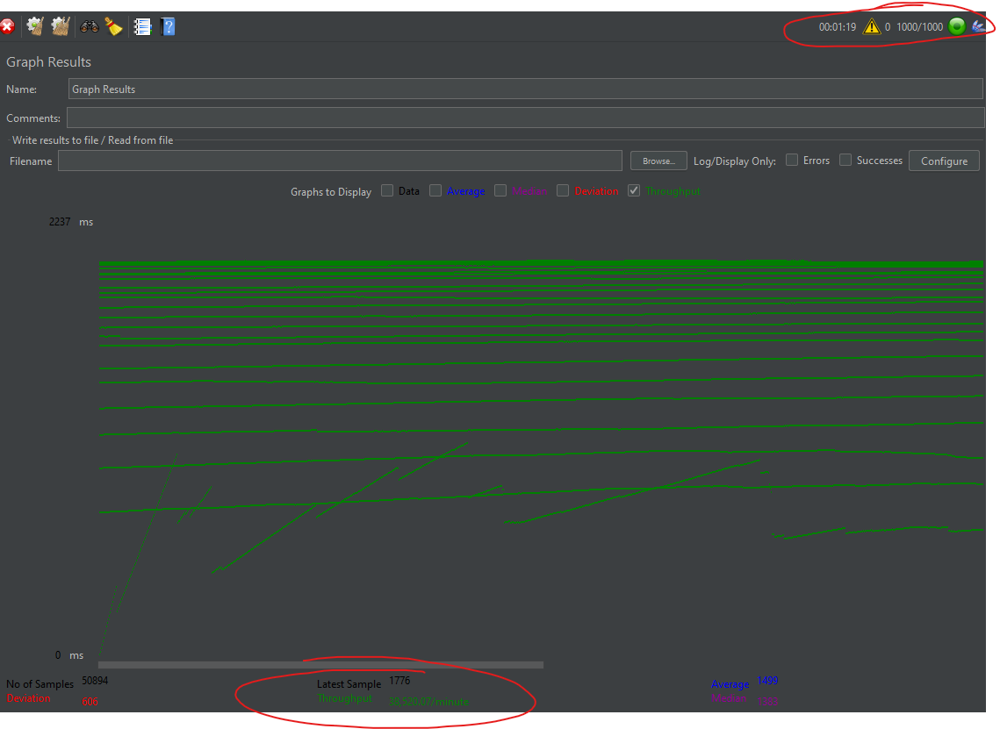 00:01:19 0 1000/1000
Graph Results
Name: Graph Results
Comments:
Write results to file / Read from file
Filename Browse... Log/Display Only: Errors Successes Configure
Graphs to Display Data Average Median Deviation Throughput
2237 ms
0 ms
No of Samples 50894 Latest Sample 1776 Average 1499
Deviation 606 Throughput 38,520.07/minute Median